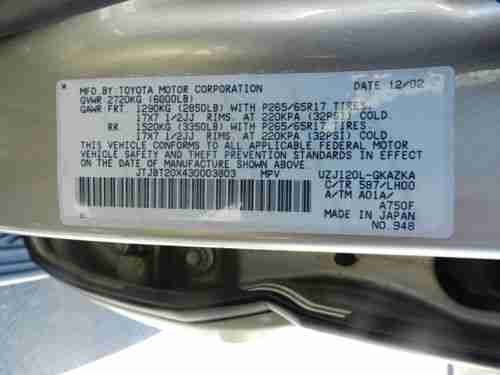 MFD BY TOYOTA MOTOR CORPORATION DATE 12/02
GVWR 2720KG (6000LB)
GAWR FRT 1290KG (2850LB) WITH P265/65R17 TIRES,
17X7 1/2JJ RIMS, AT 220KPA (32PSI) COLD.
RR 1520KG (3350LB) WITH P265/65R17 TIRES,
17X7 1/2JJ RIMS, AT 220KPA (32PSI) COLD.
THIS VEHICLE CONFORMS TO ALL APPLICABLE FEDERAL MOTOR
VEHICLE SAFETY, BUMPER, AND
THEFT PREVENTION STANDARDS IN EFFECT ON THE
DATE OF MANUFACTURE SHOWN ABOVE.
JTJBT20X430003803 MPV UZJ120L-GKAZKA
C/TR 587/LH00
A/TM A01A/
A750F
MADE IN JAPAN
NO. 948